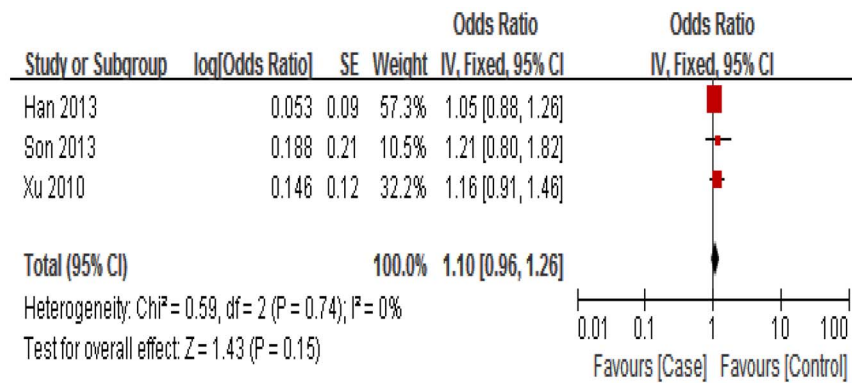 Odds Ratio Odds Ratio
Study or Subgroup log[Odds Ratio] SE Weight IV, Fixed, 95% CI IV, Fixed, 95% CI
Han 2013 0.053 0.09 57.3% 1.05 [0.88, 1.26]
Son 2013 0.188 0.21 10.5% 1.21 [0.80, 1.82]
Xu 2010 0.146 0.12 32.2% 1.16 [0.91, 1.46]
Total (95% CI) 100.0% 1.10 [0.96, 1.26]
Heterogeneity: Chi² = 0.59, df = 2 (P = 0.74); I² = 0%
Test for overall effect: Z = 1.43 (P = 0.15)
0.01 0.1 1 10 100
Favours [Case] Favours [Control]